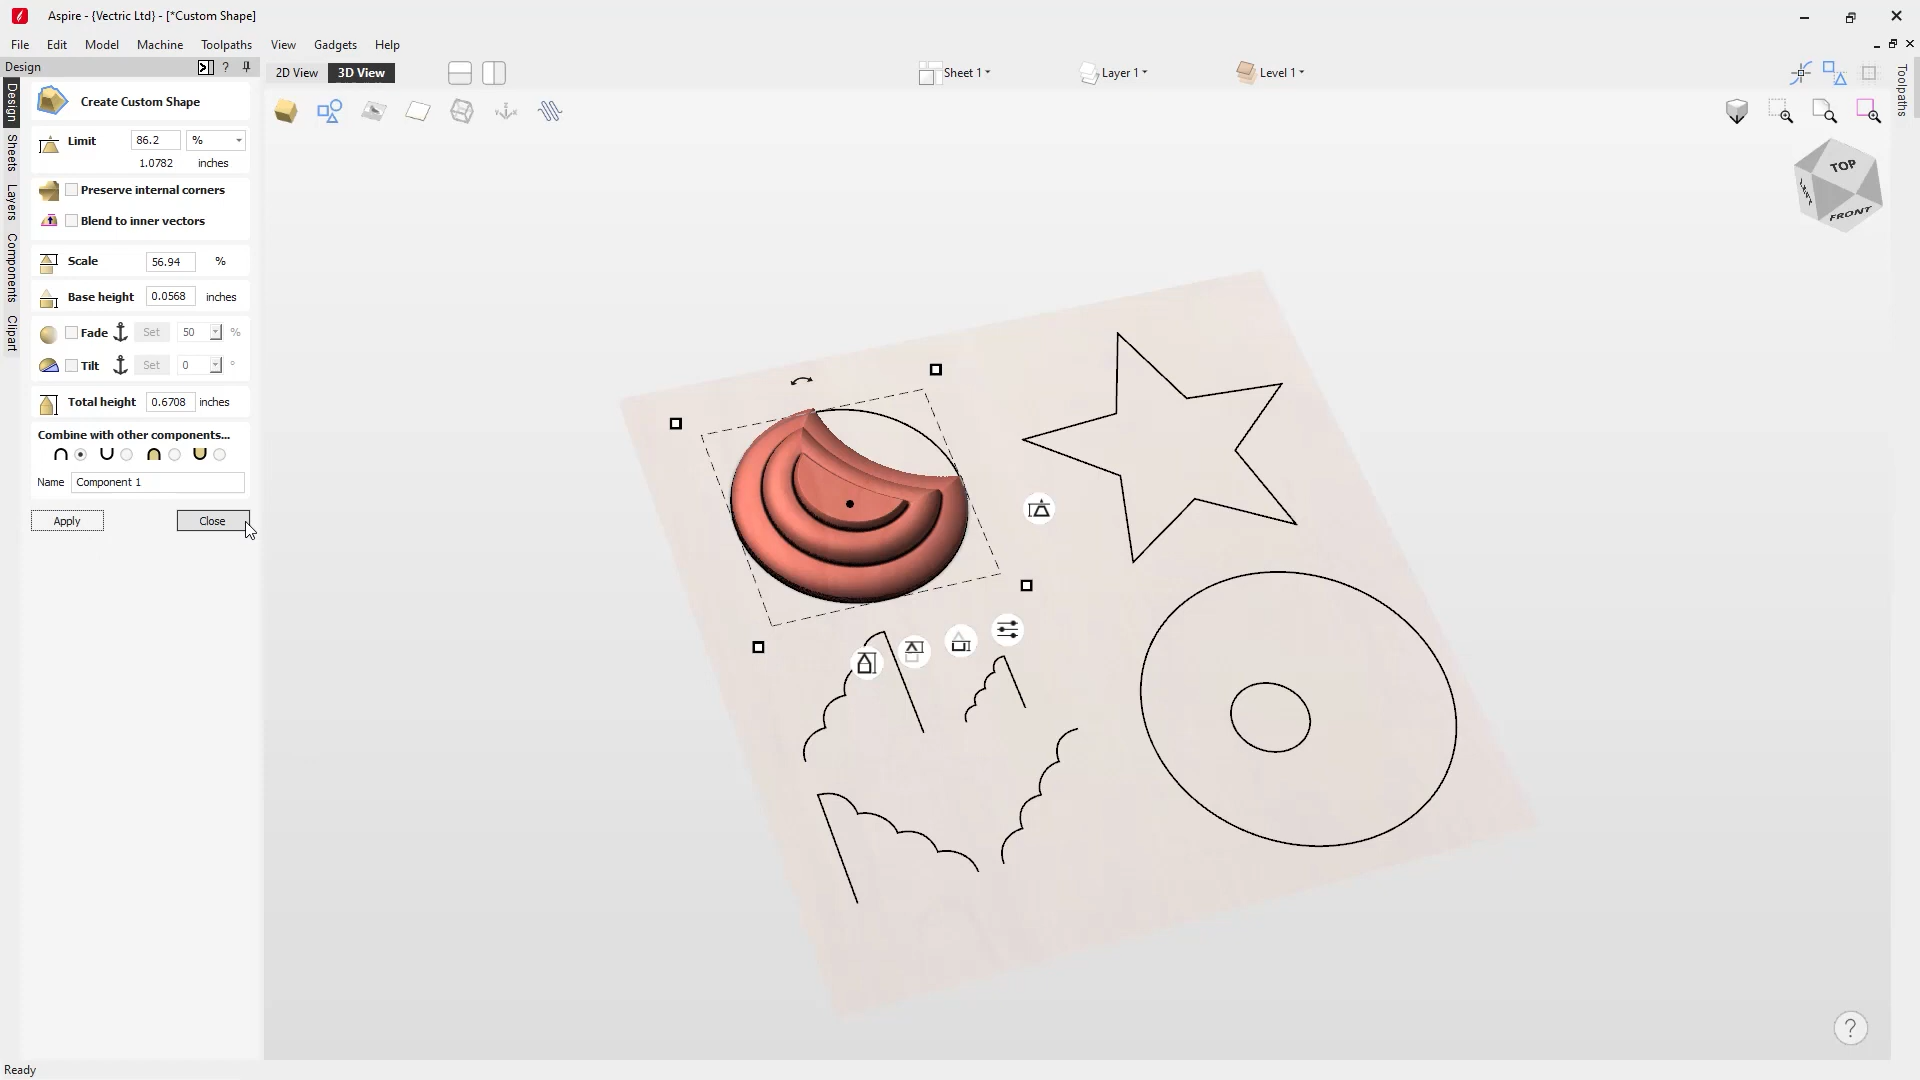 Aspire - {Vectric Ltd} - [*Custom Shape]
File Edit Model Machine Toolpaths View Gadgets Help
Design ?
2D View 3D View Sheet 1 Layer 1 Level 1
Design
Sheets
Layers
Components
Clipart
Toolpaths
Create Custom Shape
Limit 86.2 %
1.0782 inches
Preserve internal corners
Blend to inner vectors
Scale 56.94 %
Base height 0.0568 inches
Fade Set 50 %
Tilt Set 0 °
Total height 0.6708 inches
Combine with other components...
Name Component 1
Apply Close
TOP
LEFT
FRONT
?
Ready